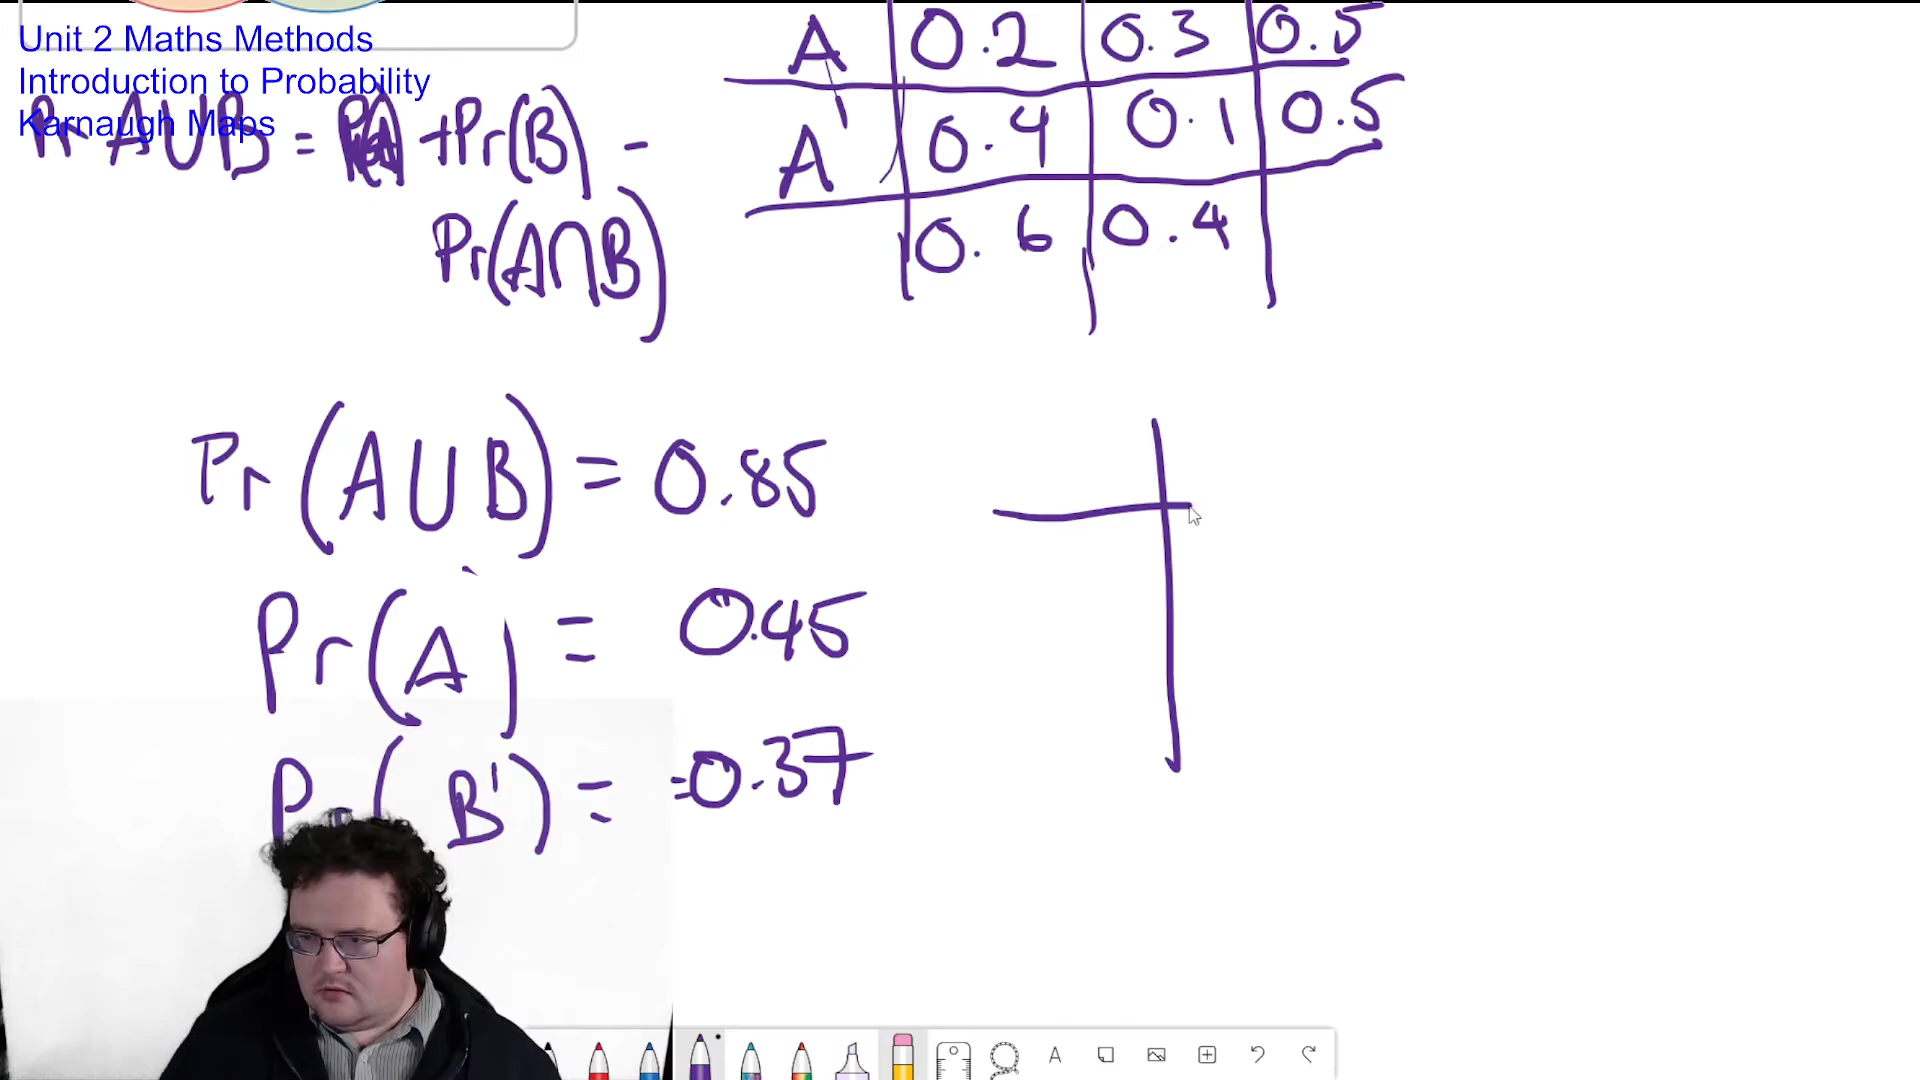 Unit 2 Maths Methods
Introduction to Probability
Karnaugh Maps
Pr A∪B = +Pr(B) -
Pr(A∩B)
A 0.2 0.3 0.5
A' 0.4 0.1 0.5
0.6 0.4
Pr(A∪B) = 0.85
Pr(A) = 0.45
Pr(B') = =0.37
A